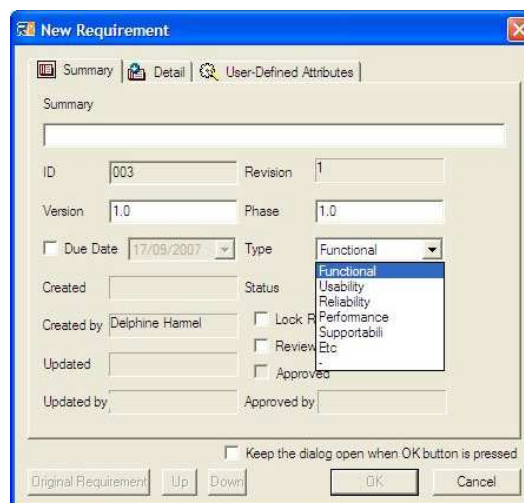 New Requirement
Summary Detail User-Defined Attributes
Summary
ID 003 Revision 1
Version 1.0 Phase 1.0
Due Date 17/09/2007 Type Functional
Functional
Usability
Reliability
Performance
Supportabili
Etc
-
Created Status
Created by Delphine Harmel Lock R
Review
Updated Approved
Updated by Approved by
Keep the dialog open when OK button is pressed
Original Requirement Up Down OK Cancel